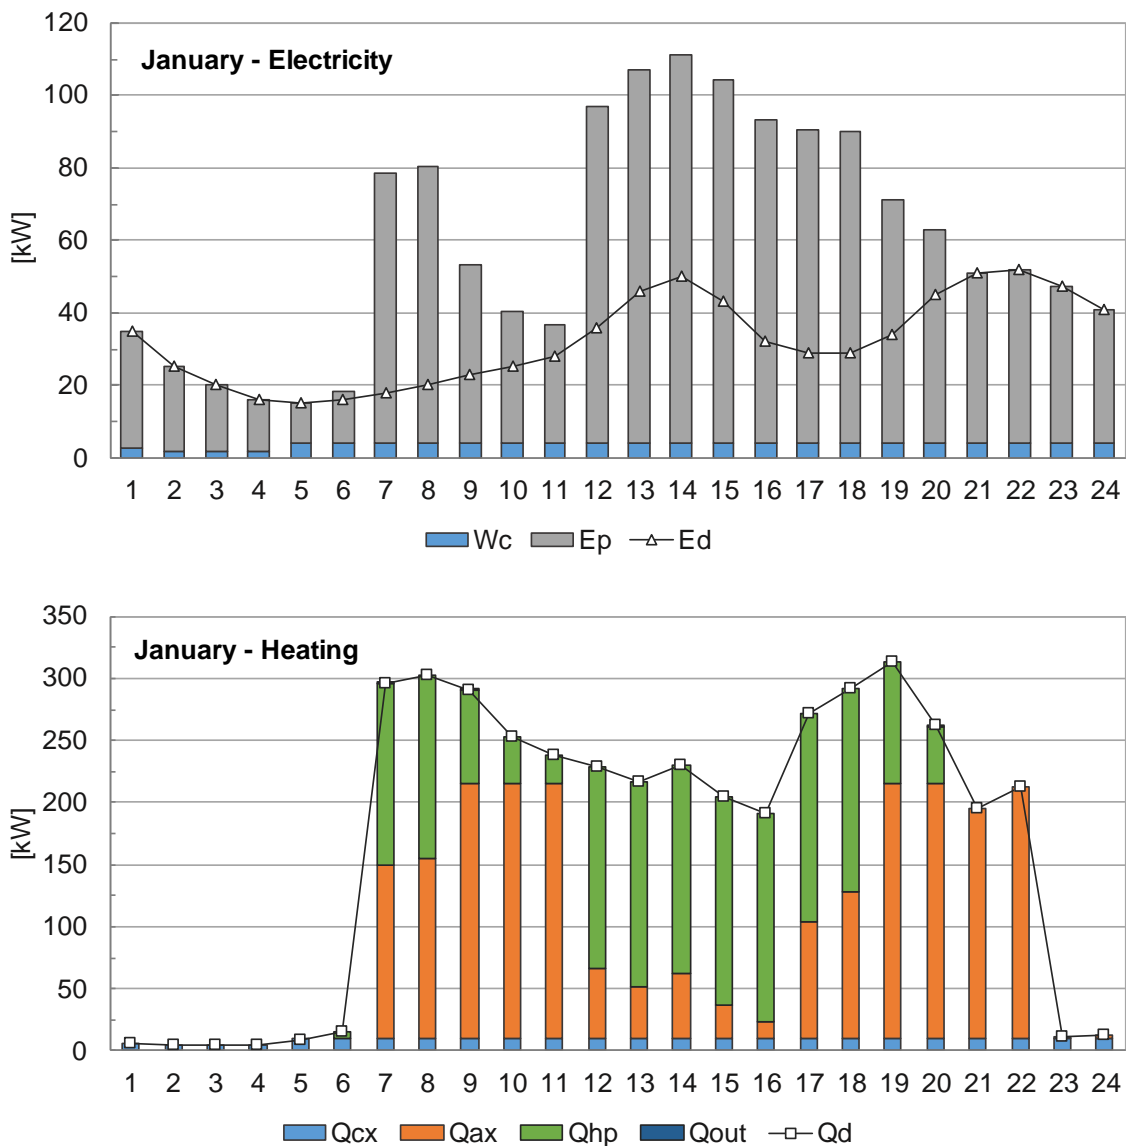 120
January - Electricity
100
80
60
[kW]
40
20
0
1 2 3 4 5 6 7 8 9 10 11 12 13 14 15 16 17 18 19 20 21 22 23 24
Wc Ep Ed
350
January - Heating
300
250
200
[kW]
150
100
50
0
1 2 3 4 5 6 7 8 9 10 11 12 13 14 15 16 17 18 19 20 21 22 23 24
Qcx Qax Qhp Qout Qd